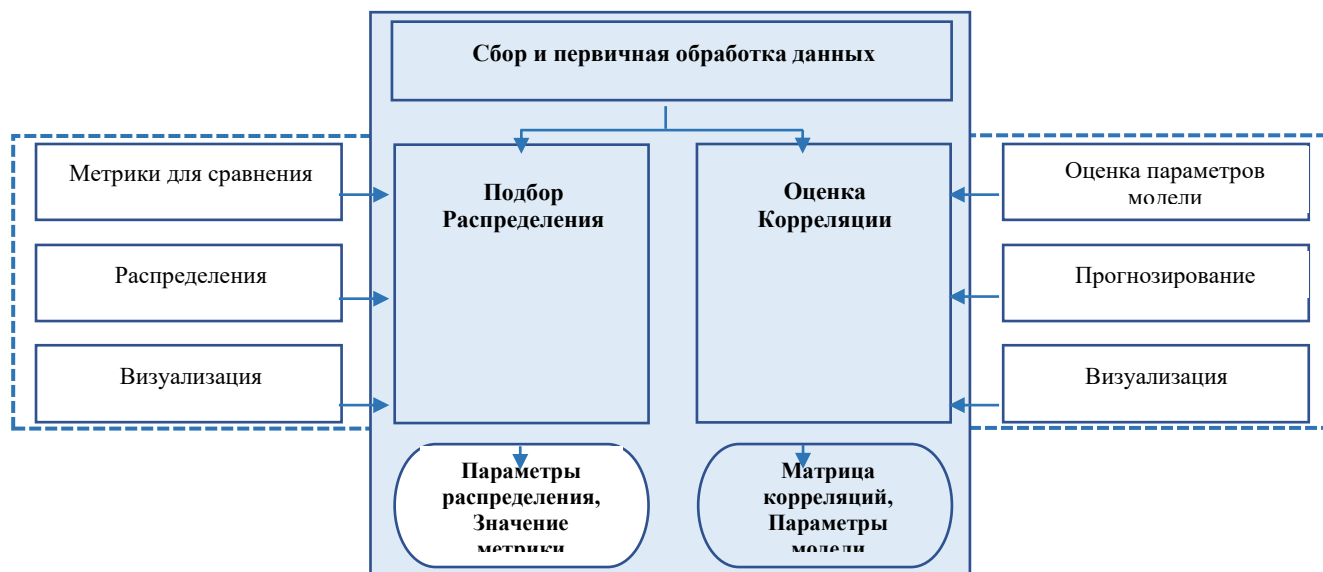 Сбор и первичная обработка данных
Метрики для сравнения
Распределения
Визуализация
Подбор
Распределения
Оценка
Корреляции
Оценка параметров
модели
Прогнозирование
Визуализация
Параметры
распределения,
Значение
метрики
Матрица
корреляций,
Параметры
модели